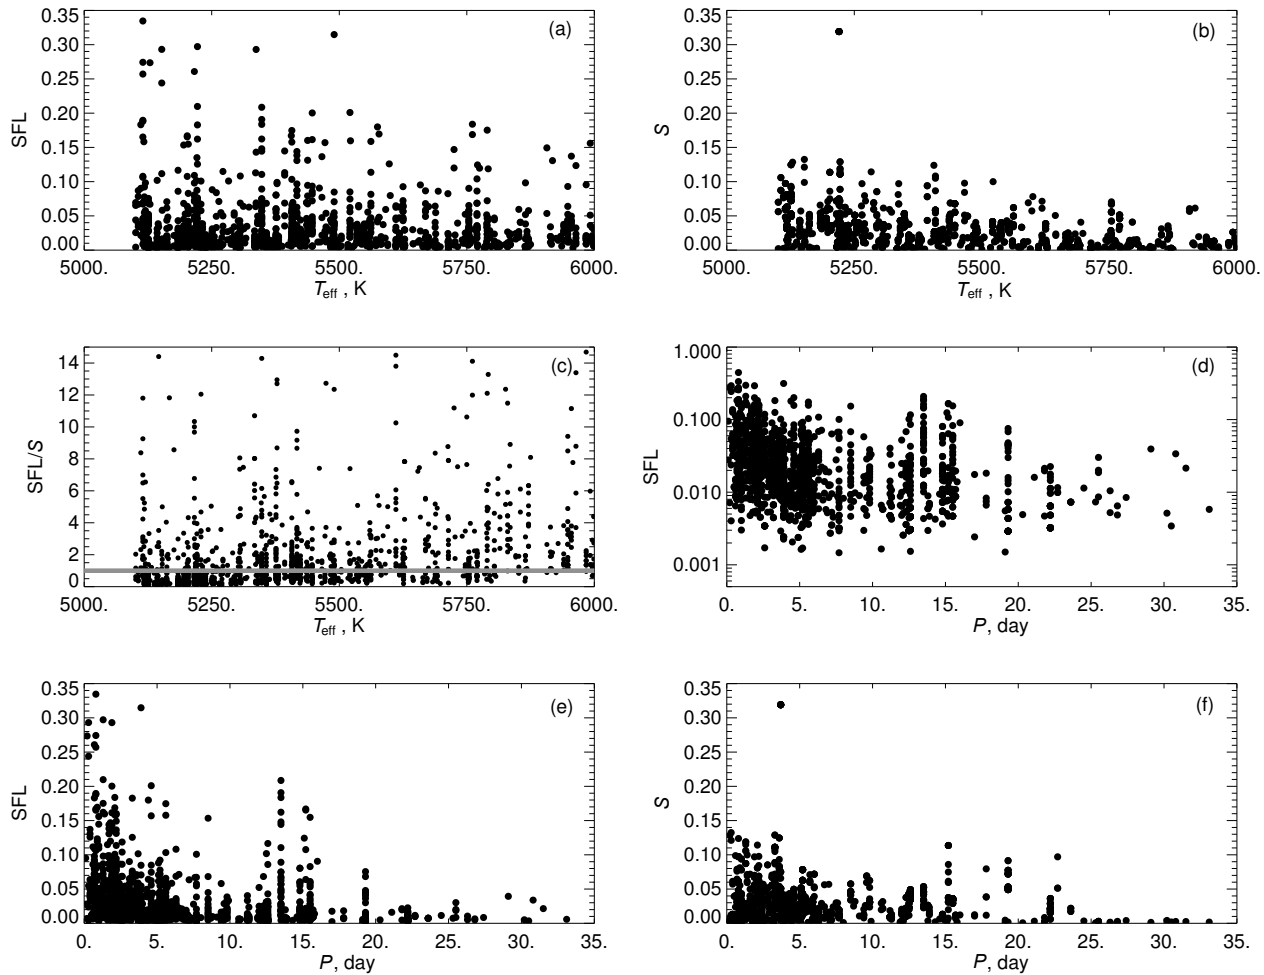 0.35
0.30
0.25
0.20
0.15
0.10
0.05
0.00
SFL
(a)
5000. 5250. 5500. 5750. 6000.
Teff , K
0.35
0.30
0.25
0.20
0.15
0.10
0.05
0.00
S
(b)
5000. 5250. 5500. 5750. 6000.
Teff , K
14
12
10
8
6
4
2
0
SFL/S
(c)
5000. 5250. 5500. 5750. 6000.
Teff , K
1.000
0.100
0.010
0.001
SFL
(d)
0. 5. 10. 15. 20. 25. 30. 35.
P, day
0.35
0.30
0.25
0.20
0.15
0.10
0.05
0.00
SFL
(e)
0. 5. 10. 15. 20. 25. 30. 35.
P, day
0.35
0.30
0.25
0.20
0.15
0.10
0.05
0.00
S
(f)
0. 5. 10. 15. 20. 25. 30. 35.
P, day